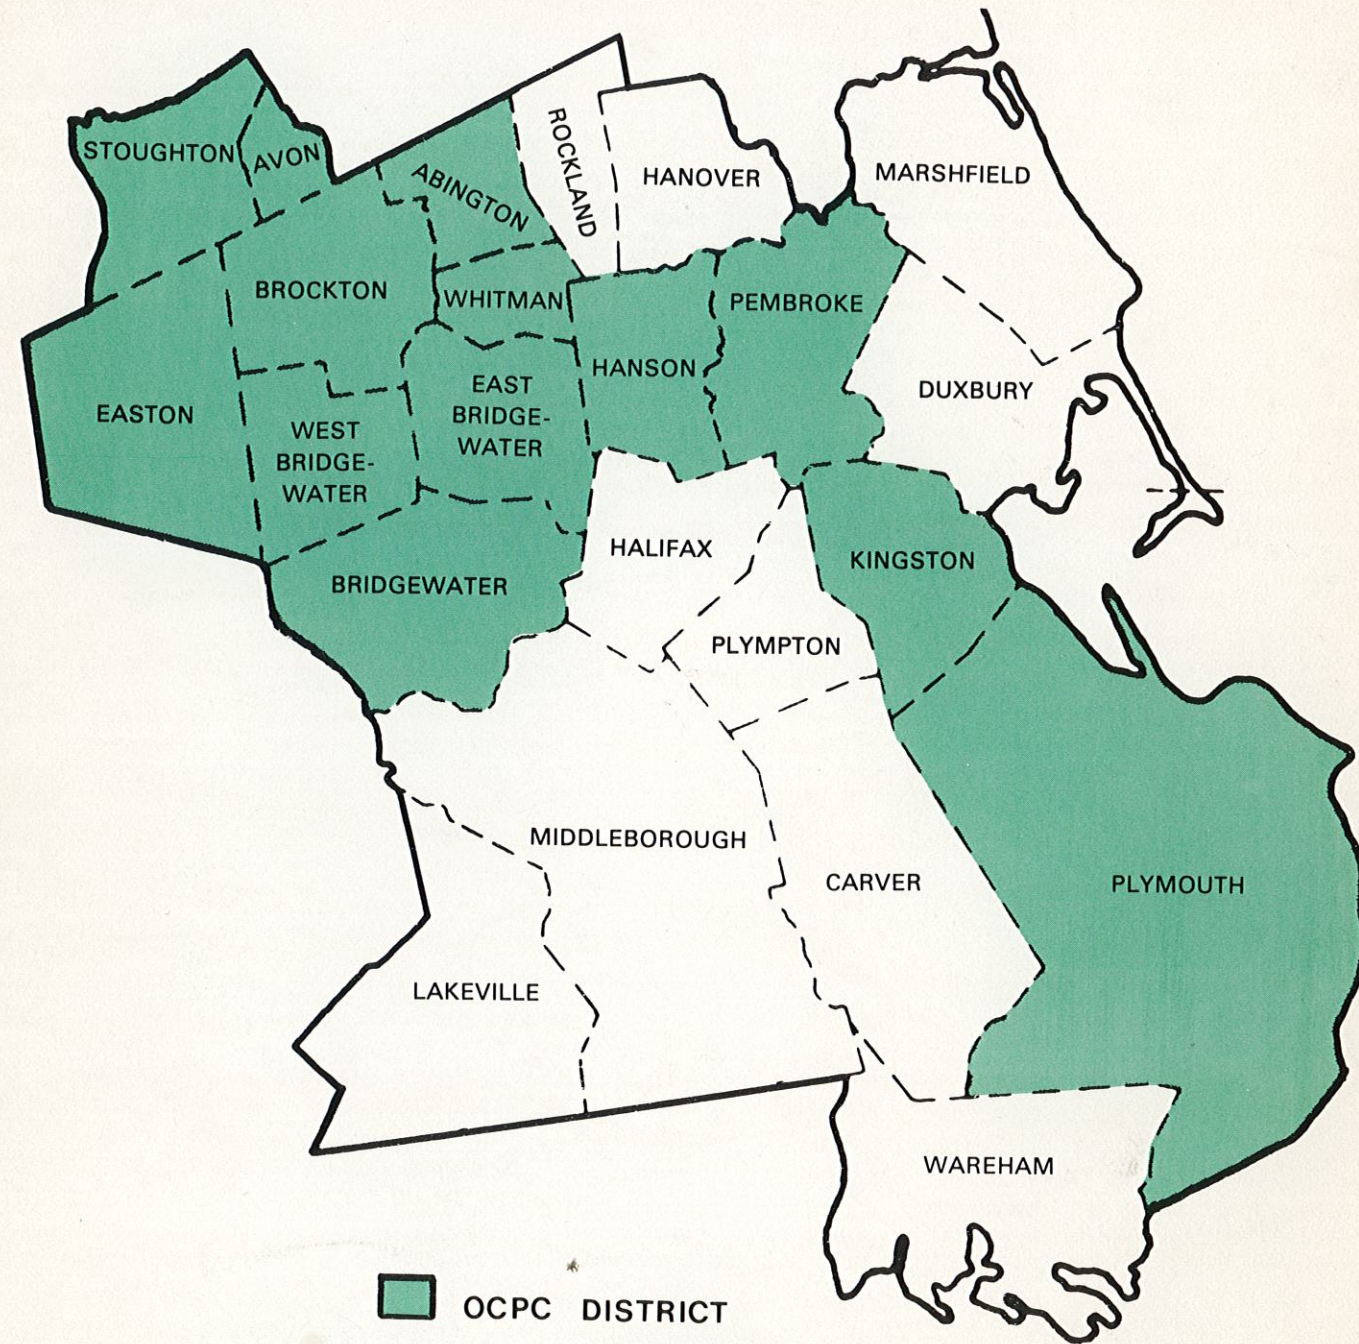 STOUGHTON
AVON
ABINGTON
ROCKLAND
HANOVER
MARSHFIELD
BROCKTON
WHITMAN
PEMBROKE
HANSON
EASTON
WEST
BRIDGE-
WATER
EAST
BRIDGE-
WATER
DUXBURY
BRIDGEWATER
HALIFAX
KINGSTON
PLYMPTON
MIDDLEBOROUGH
CARVER
PLYMOUTH
LAKEVILLE
WAREHAM
OCPC DISTRICT